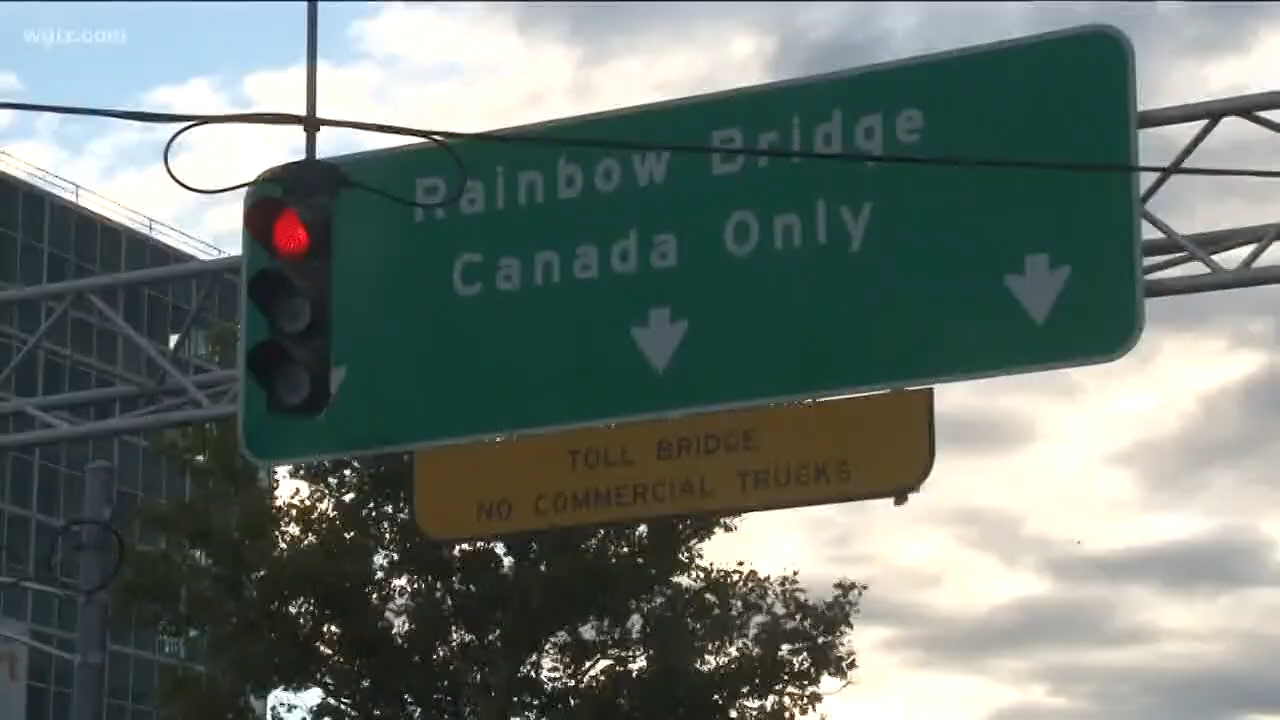 wgrz.com
Rainbow Bridge
Canada Only
TOLL BRIDGE
NO COMMERCIAL TRUCKS